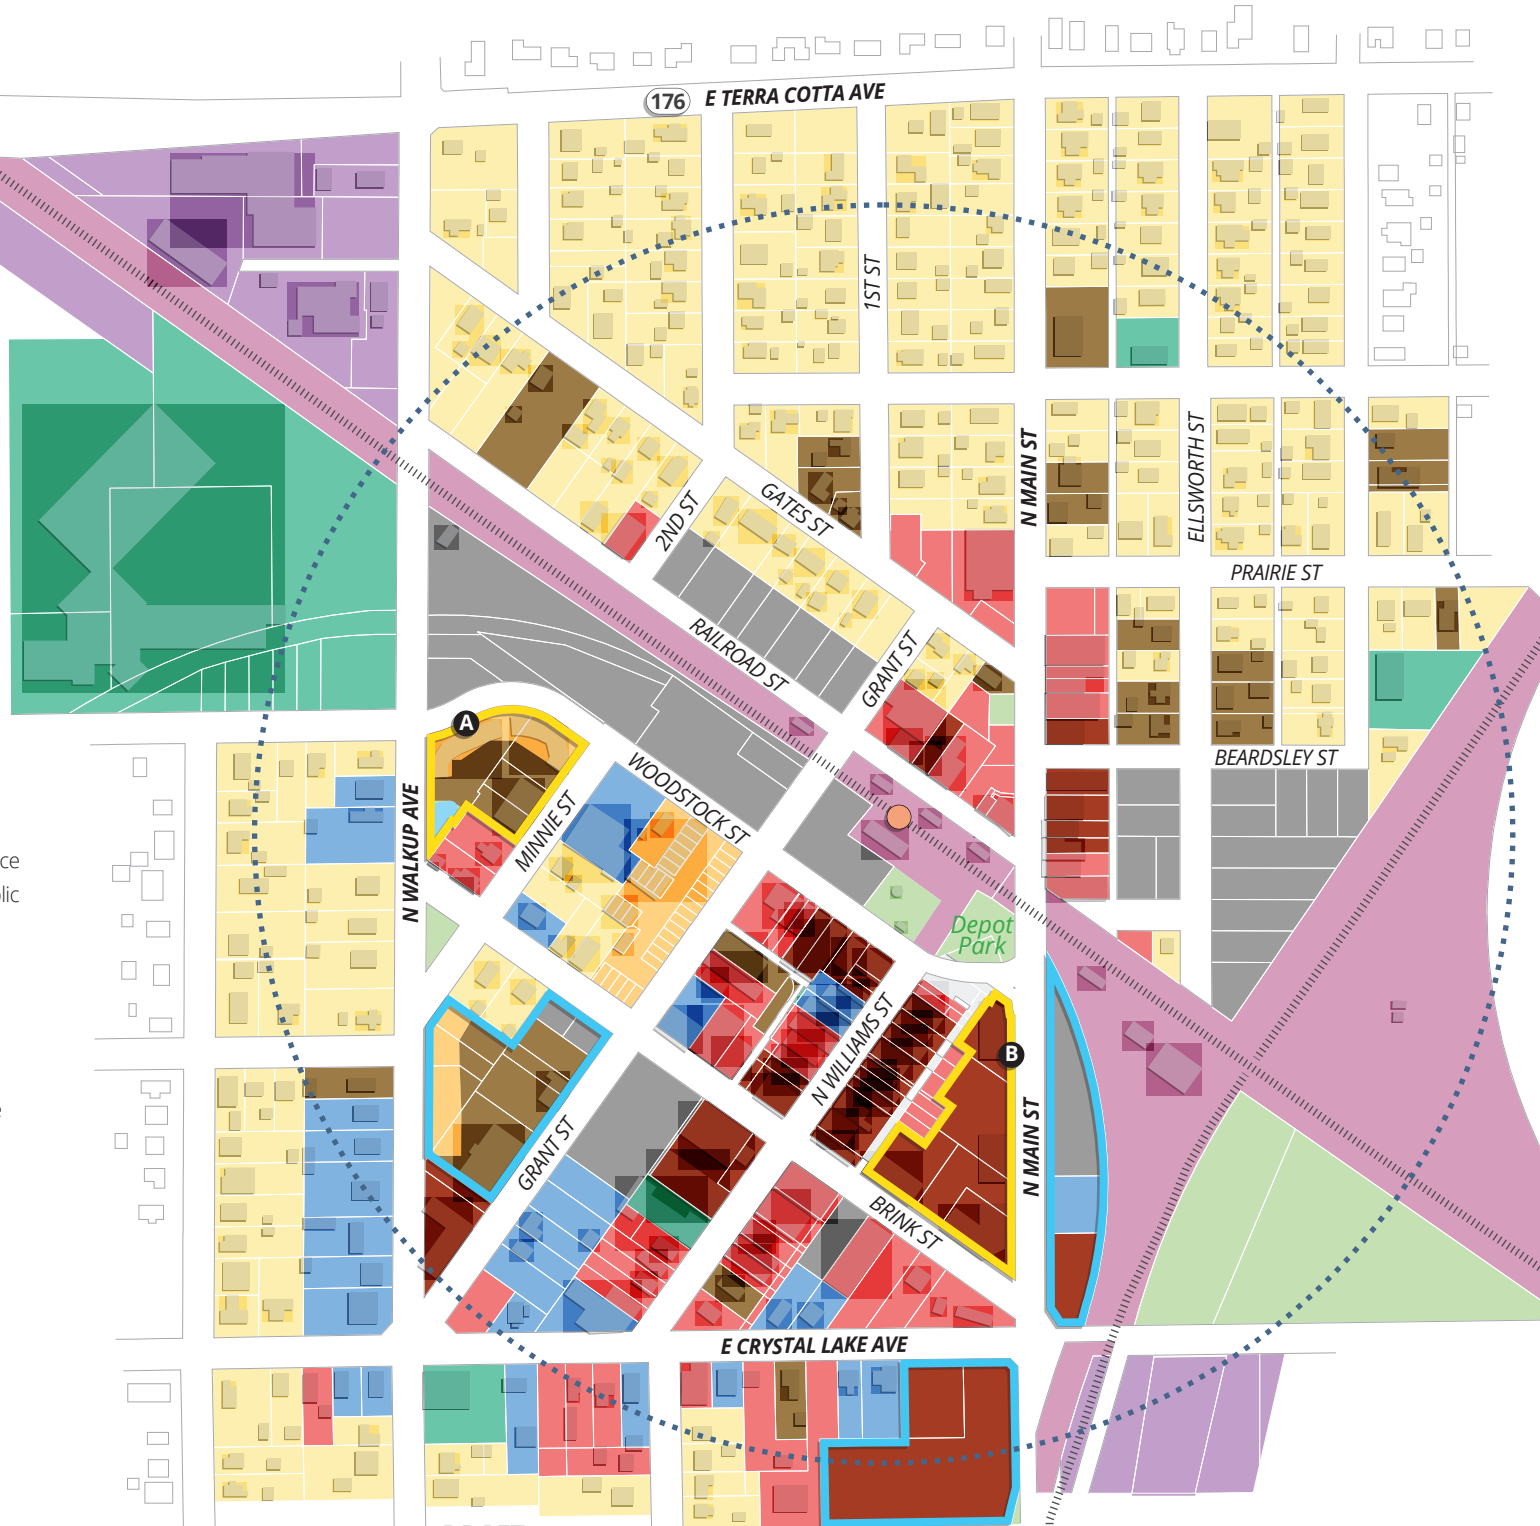 176
E TERRA COTTA AVE
1ST ST
N MAIN ST
ELLSWORTH ST
GATES ST
2ND ST
PRAIRIE ST
RAILROAD ST
GRANT ST
BEARDSLEY ST
A
WOODSTOCK ST
MINNIE ST
N WALKUP AVE
ce
lic
Depot
Park
N WILLIAMS ST
B
e
GRANT ST
N MAIN ST
BRINK ST
E CRYSTAL LAKE AVE